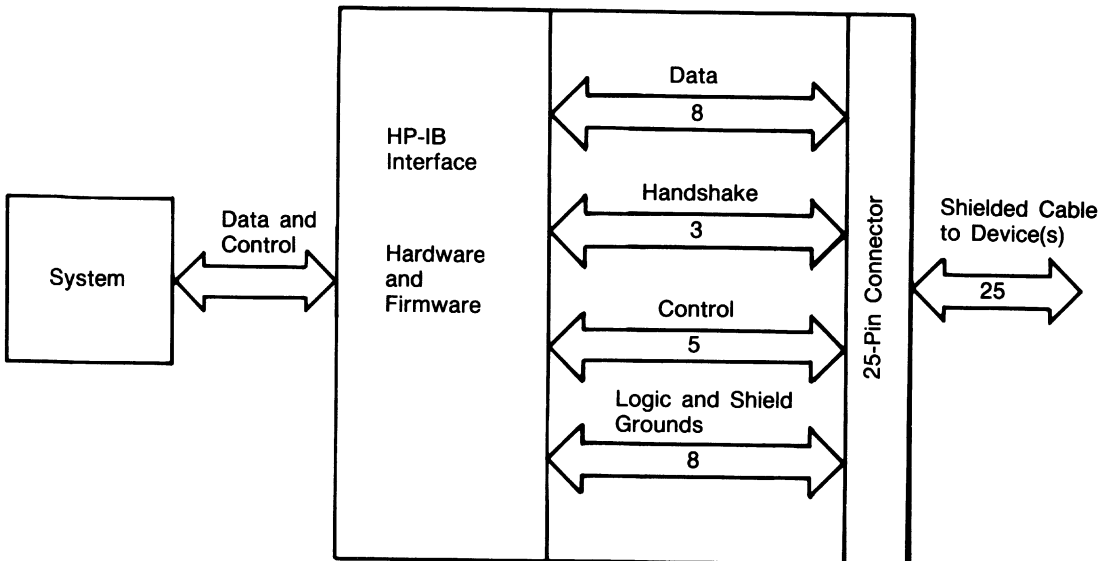 System
Data and
Control
HP-IB
Interface
Hardware
and
Firmware
Data
8
Handshake
3
Control
5
Logic and Shield
Grounds
8
25-Pin Connector
Shielded Cable
to Device(s)
25